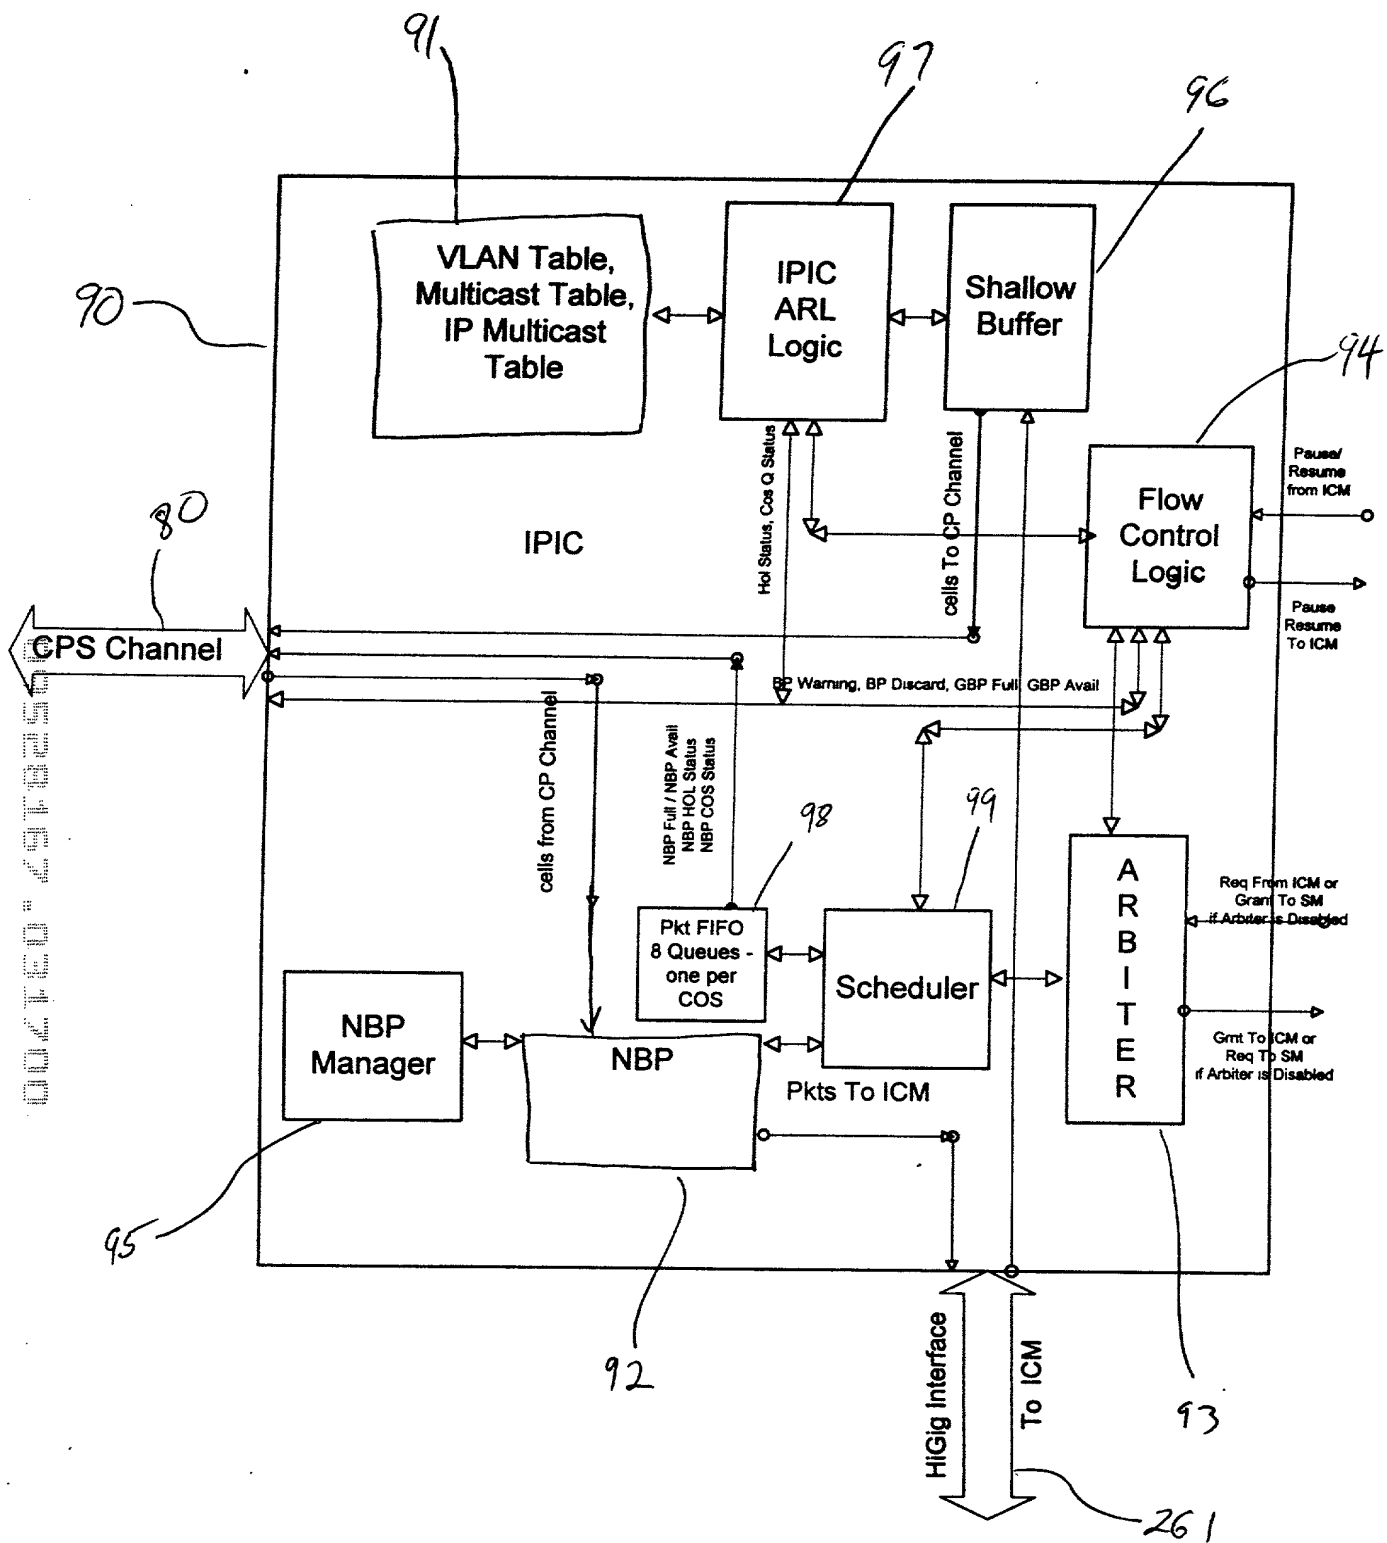 91
97
96
90
VLAN Table,
Multicast Table,
IP Multicast
Table
IPIC
ARL
Logic
Shallow
Buffer
94
Hol Status, Cos Q Status
cells To CP Channel
Flow
Control
Logic
Pause/
Resume
from ICM
Pause
Resume
To ICM
80
IPIC
CPS Channel
BP Warning, BP Discard, GBP Full, GBP Avail
cells from CP Channel
NBP Full / NBP Avail
NBP HOL Status
NBP COS Status
98
99
Pkt FIFO
8 Queues -
one per
COS
Scheduler
ARBITER
Req From ICM or
Grant To SM
if Arbiter is Disabled
Grnt To ICM or
Req To SM
if Arbiter is Disabled
NBP
Manager
NBP
Pkts To ICM
95
92
93
HiGig Interface
To ICM
261